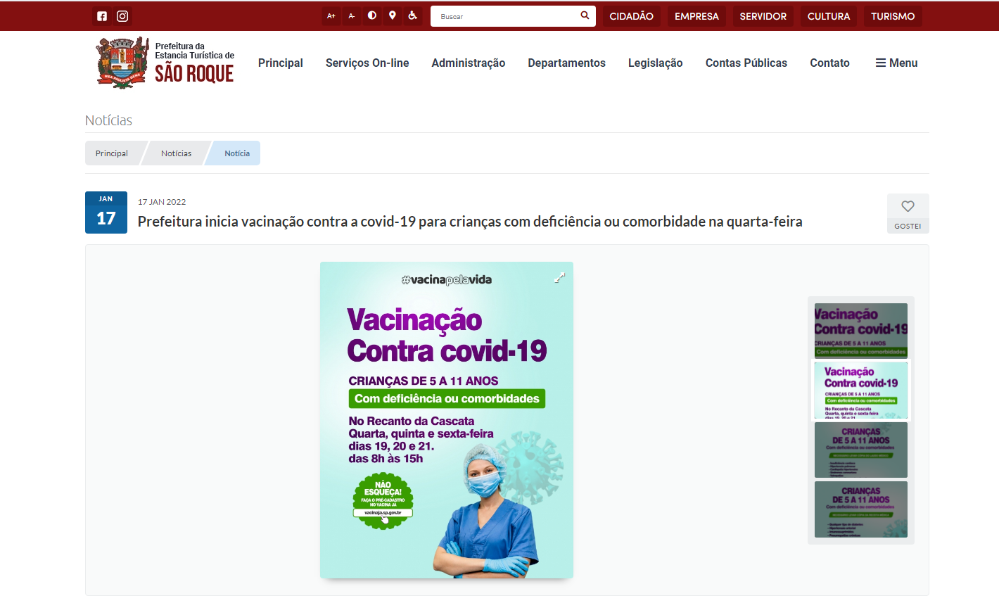 A+
A-
Buscar
CIDADÃO
EMPRESA
SERVIDOR
CULTURA
TURISMO
Prefeitura da
Estancia Turística de
SÃO ROQUE
Principal
Serviços On-line
Administração
Departamentos
Legislação
Contas Públicas
Contato
Menu
Notícias
Principal
Notícias
Notícia
JAN
17
17 JAN 2022
Prefeitura inicia vacinação contra a covid-19 para crianças com deficiência ou comorbidade na quarta-feira
GOSTEI
#vacinapelavida
Vacinação
Contra covid-19
CRIANÇAS DE 5 A 11 ANOS
Com deficiência ou comorbidades
No Recanto da Cascata
Quarta, quinta e sexta-feira
dias 19, 20 e 21.
das 8h às 15h
NÃO
ESQUEÇA!
FAÇA O PRÉ-CADASTRO
NO VACINA JÁ
vacinaja.sp.gov.br
Vacinação
Contra covid-19
CRIANÇAS DE 5 A 11 ANOS
Com deficiência ou comorbidades
Vacinação
Contra covid-19
CRIANÇAS DE 5 A 11 ANOS
Com deficiência ou comorbidades
No Recanto da Cascata
Quarta, quinta e sexta-feira
dias 19, 20 e 21.
CRIANÇAS
DE 5 A 11 ANOS
Com deficiência ou comorbidades
CRIANÇAS
DE 5 A 11 ANOS
Com deficiência ou comorbidades